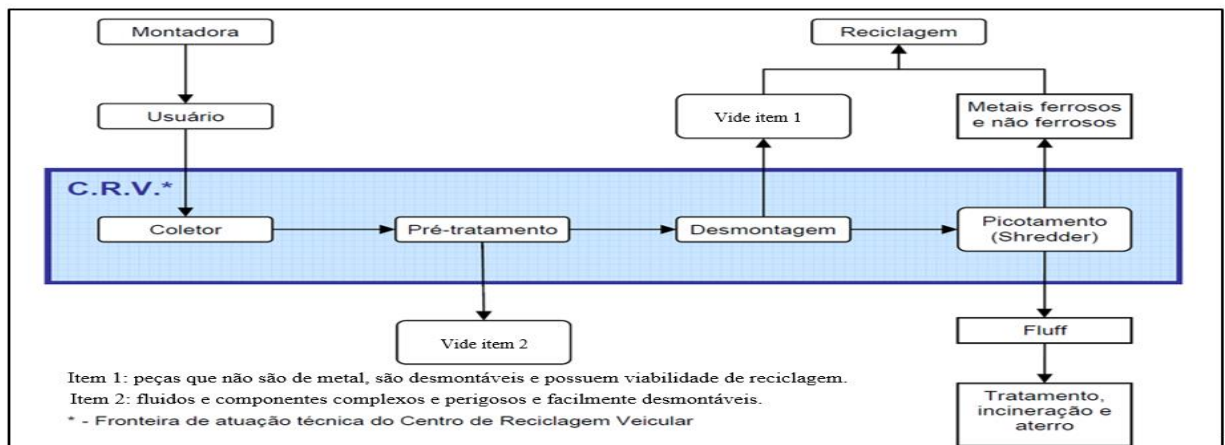 Montadora
Reciclagem
Usuário
Vide item 1
Metais ferrosos
e não ferrosos
C.R.V.*
Coletor
Pré-tratamento
Desmontagem
Picotamento
(Shredder)
Vide item 2
Fluff
Item 1: peças que não são de metal, são desmontáveis e possuem viabilidade de reciclagem.
Item 2: fluidos e componentes complexos e perigosos e facilmente desmontáveis.
* - Fronteira de atuação técnica do Centro de Reciclagem Veicular
Tratamento,
incineração e
aterro